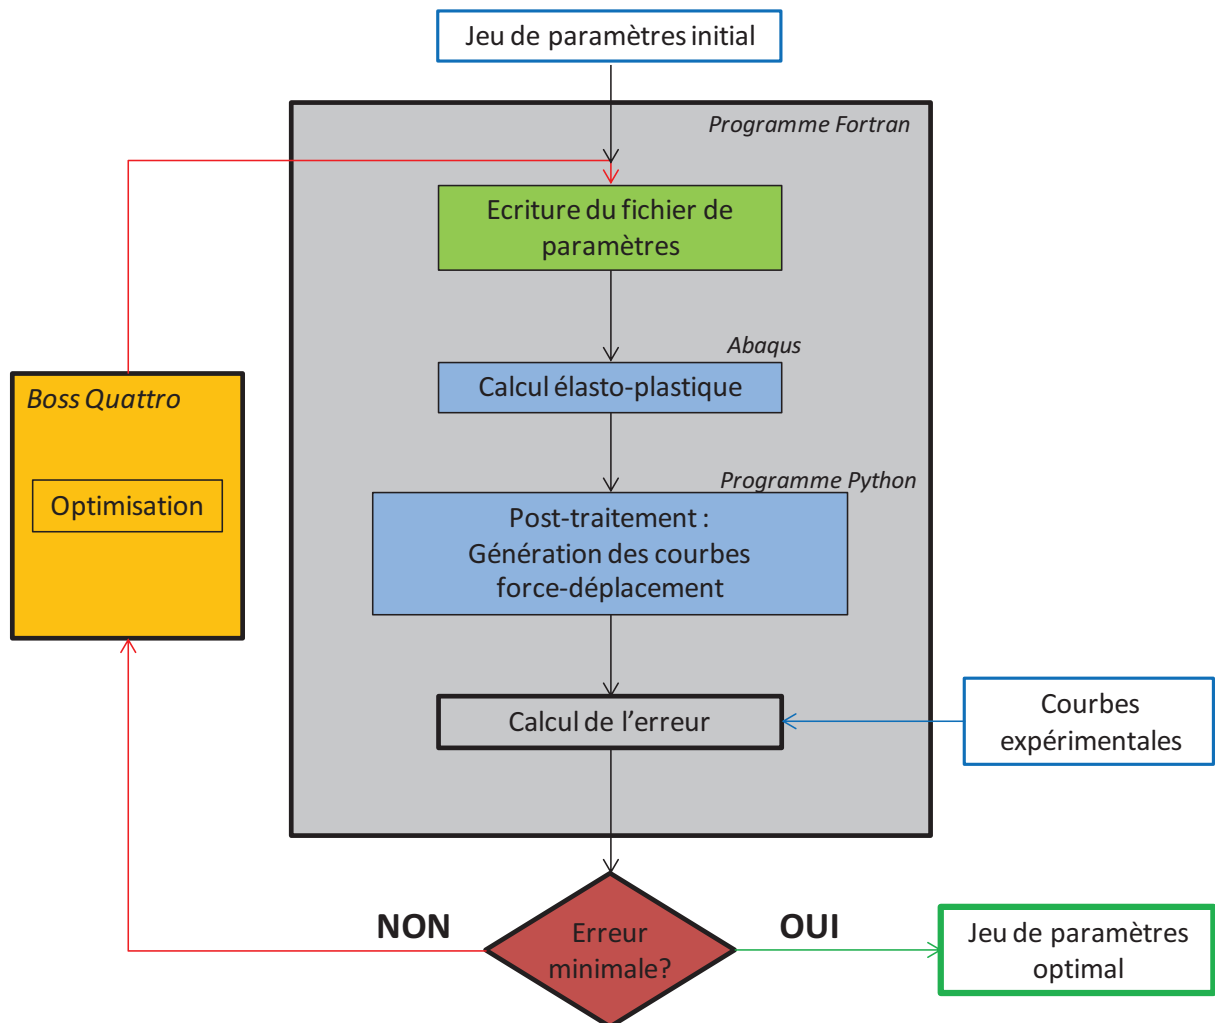 Jeu de paramètres initial
Programme Fortran
Ecriture du fichier de
paramètres
Abaqus
Calcul élasto-plastique
Boss Quattro
Optimisation
Programme Python
Post-traitement :
Génération des courbes
force-déplacement
Calcul de l’erreur
Courbes
expérimentales
NON
Erreur
minimale?
OUI
Jeu de paramètres
optimal